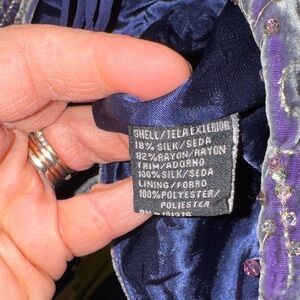 SHELL/TELA EXTERIOR
18% SILK/SEDA
82% RAYON/RAYON
TRIM/ADORNO
100% SILK/SEDA
LINING/FORRO
100%POLYESTER/
POLIESTER